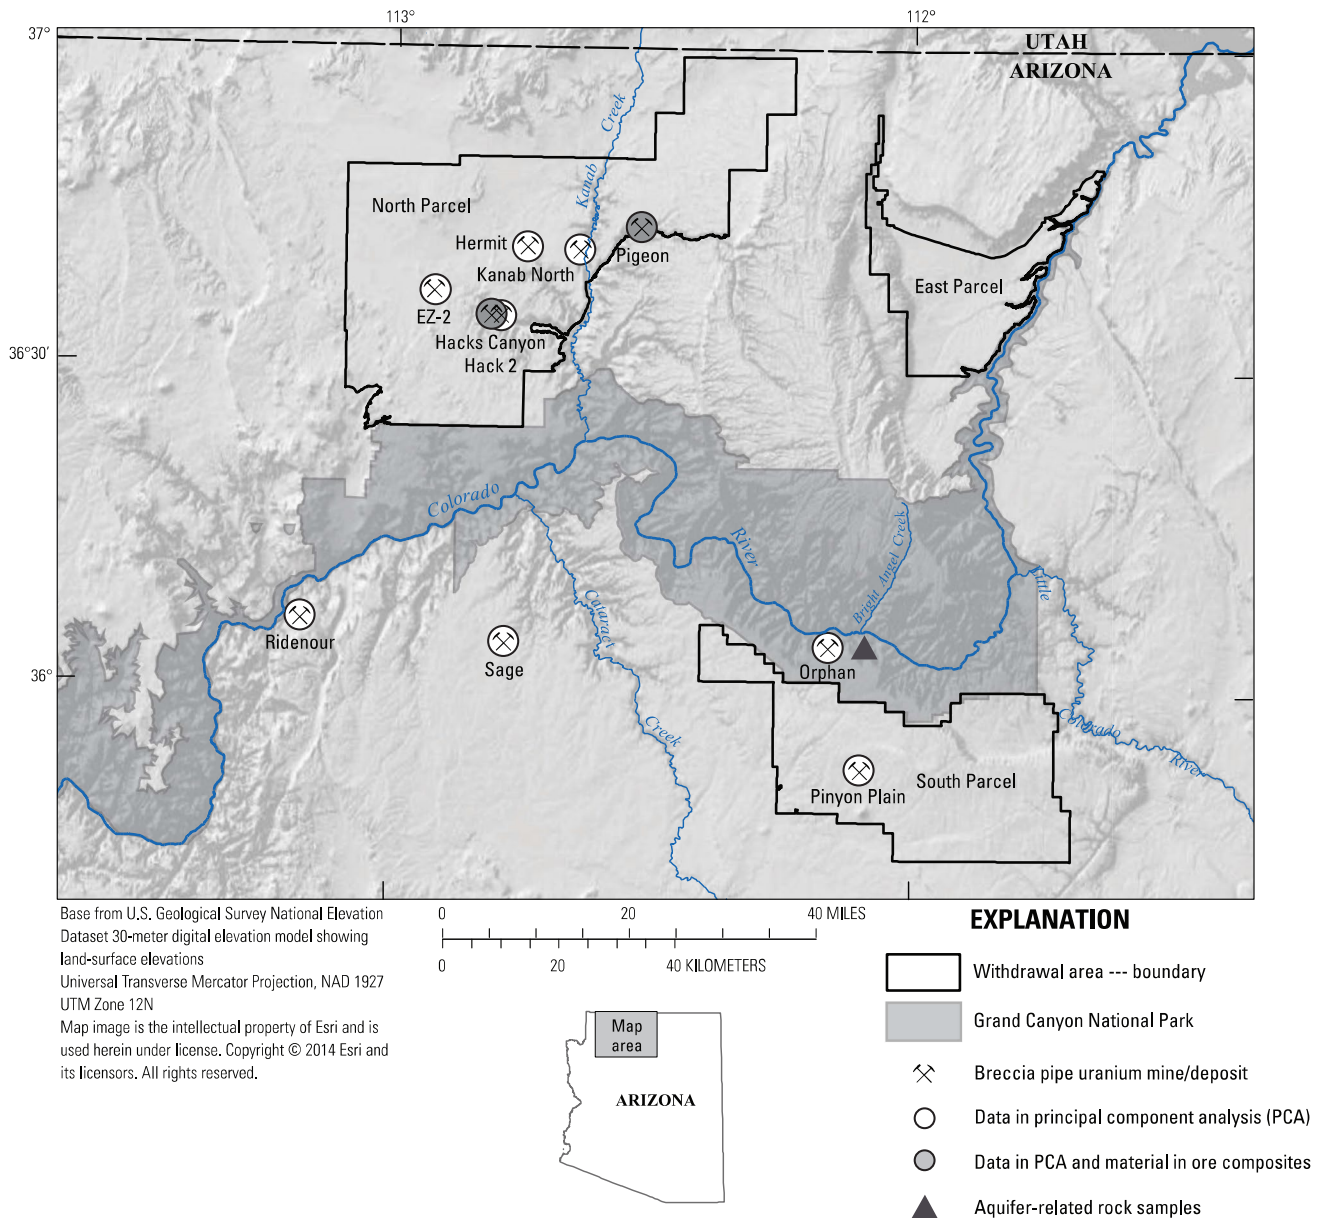 113°
112°
37°
UTAH
ARIZONA
Kanab
Creek
North Parcel
Hermit
Kanab North
Pigeon
EZ-2
Hacks Canyon
Hack 2
East Parcel
36°30'
Colorado
River
Bright Angel Creek
Little
Colorado
River
Cataract
Creek
Ridenour
Sage
Orphan
36°
Pinyon Plain
South Parcel
Base from U.S. Geological Survey National Elevation
Dataset 30-meter digital elevation model showing
land-surface elevations
Universal Transverse Mercator Projection, NAD 1927
UTM Zone 12N
Map image is the intellectual property of Esri and is
used herein under license. Copyright © 2014 Esri and
its licensors. All rights reserved.
0 20 40 MILES
0 20 40 KILOMETERS
Map
area
ARIZONA
EXPLANATION
Withdrawal area --- boundary
Grand Canyon National Park
Breccia pipe uranium mine/deposit
Data in principal component analysis (PCA)
Data in PCA and material in ore composites
Aquifer-related rock samples